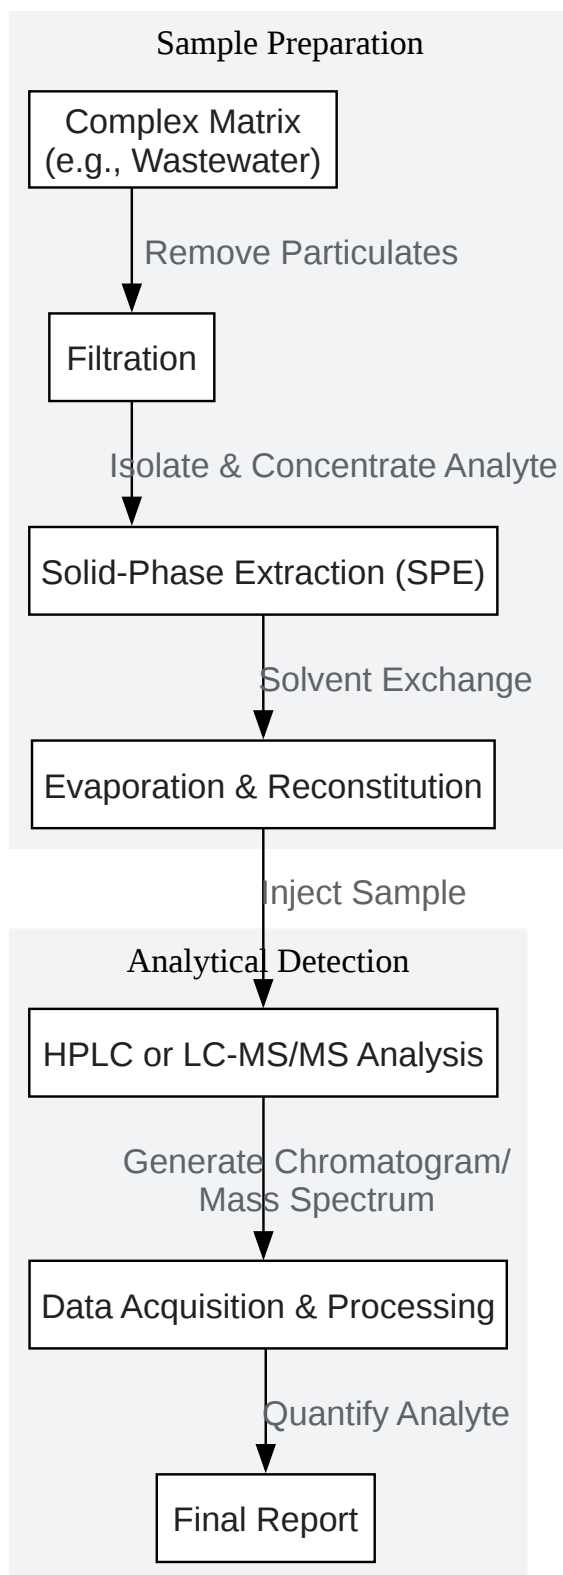 Sample Preparation
Complex Matrix
(e.g., Wastewater)
Remove Particulates
Filtration
Isolate & Concentrate Analyte
Solid-Phase Extraction (SPE)
Solvent Exchange
Evaporation & Reconstitution
Inject Sample
Analytical Detection
HPLC or LC-MS/MS Analysis
Generate Chromatogram/
Mass Spectrum
Data Acquisition & Processing
Quantify Analyte
Final Report